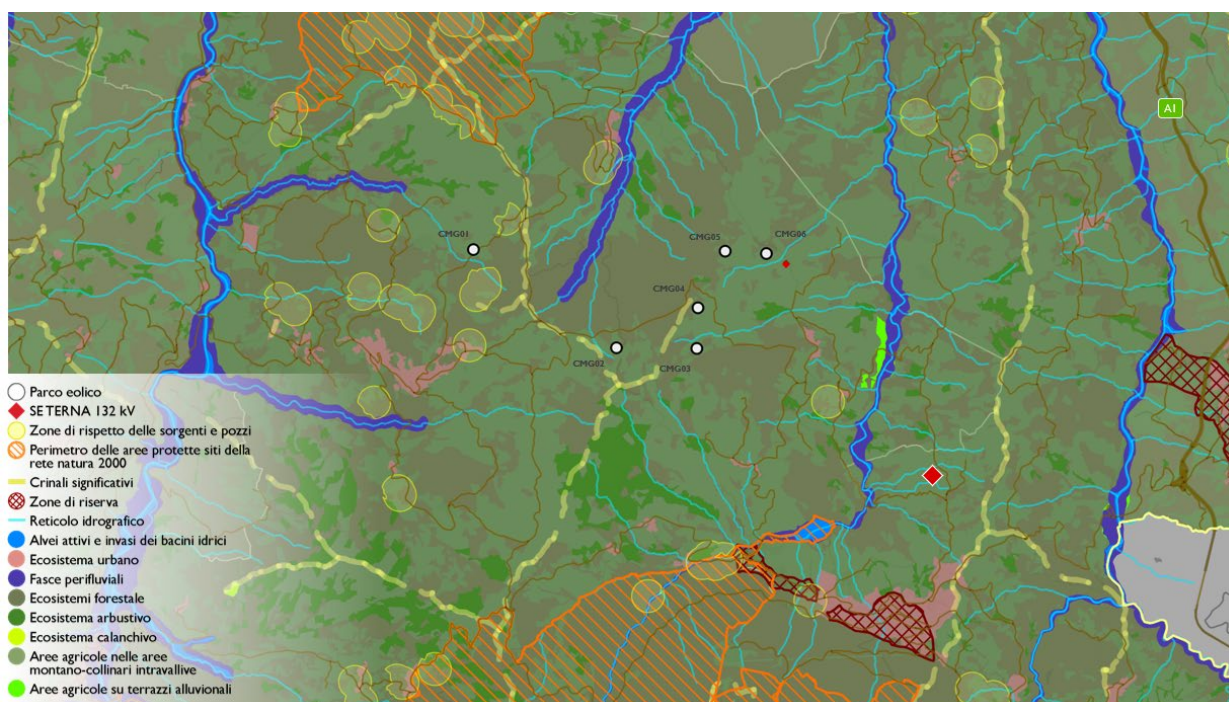 A1
CMG01
CMG05
CMG06
CMG04
CMG02
CMG03
Parco eolico
SE TERNA 132 kV
Zone di rispetto delle sorgenti e pozzi
Perimetro delle aree protette siti della
rete natura 2000
Crinali significativi
Zone di riserva
Reticolo idrografico
Alvei attivi e invasi dei bacini idrici
Ecosistema urbano
Fasce perifluviali
Ecosistemi forestale
Ecosistema arbustivo
Ecosistema calanchivo
Aree agricole nelle aree
montano-collinari intravallive
Aree agricole su terrazzi alluvionali